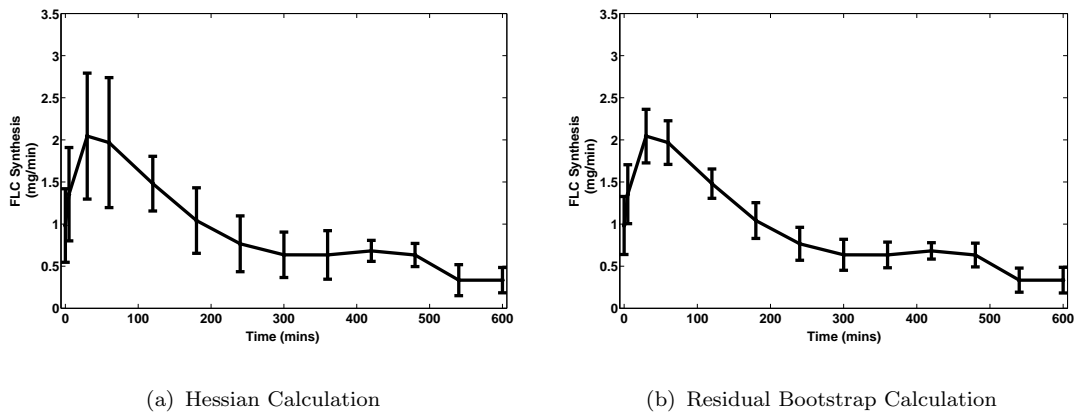 3.5
3
2.5
2
1.5
1
0.5
0
FLC Synthesis
(mg/min)
0 100 200 300 400 500 600
Time (mins)
(a) Hessian Calculation
3.5
3
2.5
2
1.5
1
0.5
0
FLC Synthesis
(mg/min)
0 100 200 300 400 500 600
Time (mins)
(b) Residual Bootstrap Calculation